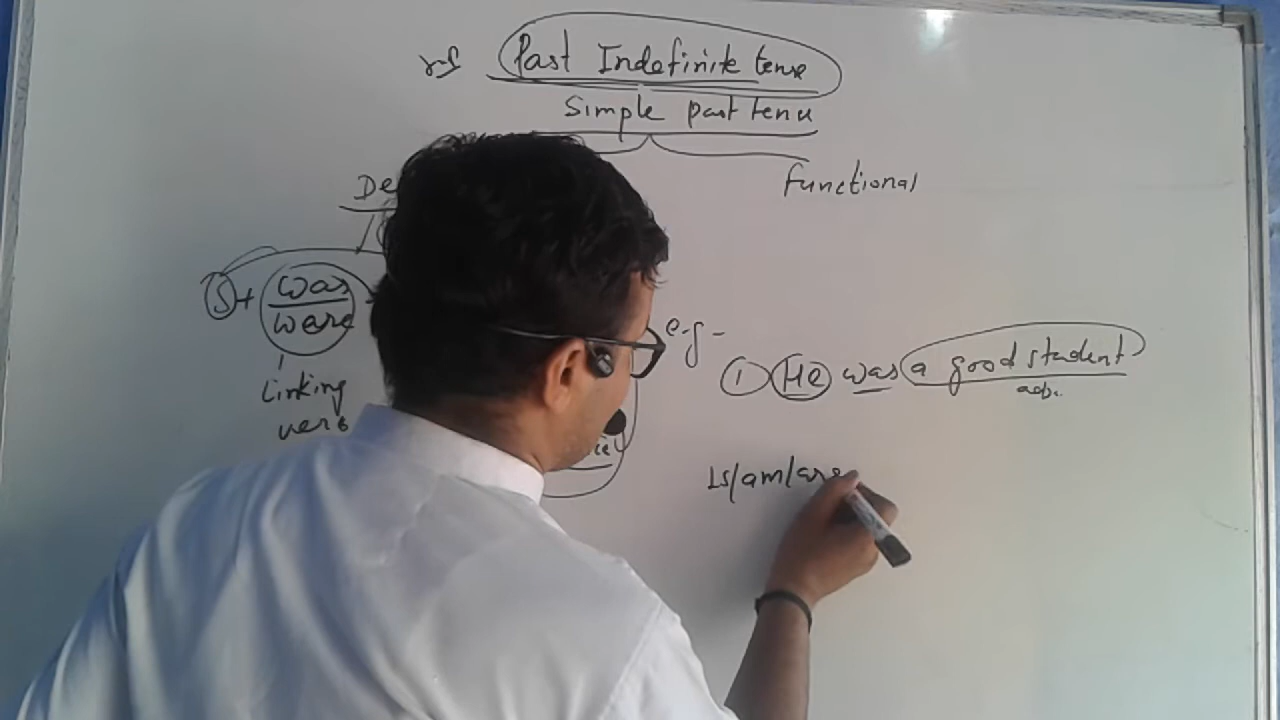 Past Indefinite tense
Simple past tense
De
functional
S + was
were
Linking
verb
e.g -
① He was a good student
adj.
Is/am/are